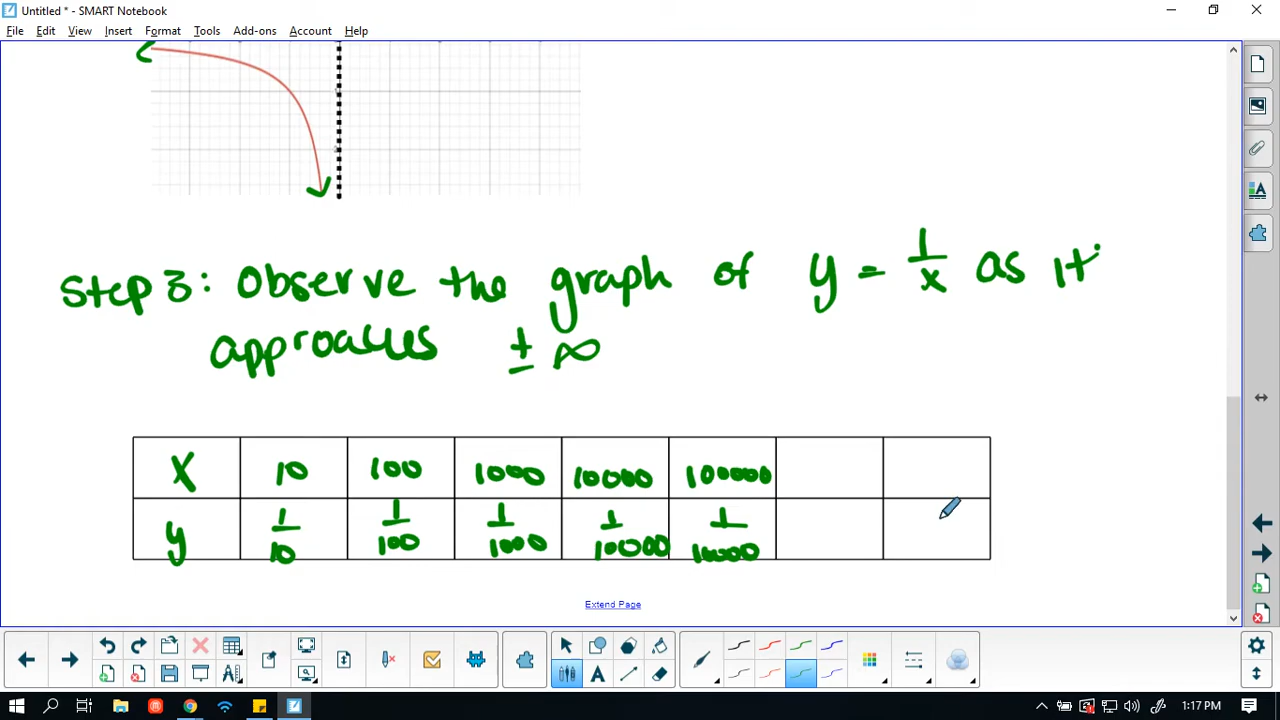 Untitled * - SMART Notebook
File Edit View Insert Format Tools Add-ons Account Help
Step 3: Observe the graph of y = 1/x as it
approaches ± ∞
x 10 100 1000 10000 100000
y 1/10 1/100 1/1000 1/10000 1/10000
Extend Page
1:17 PM